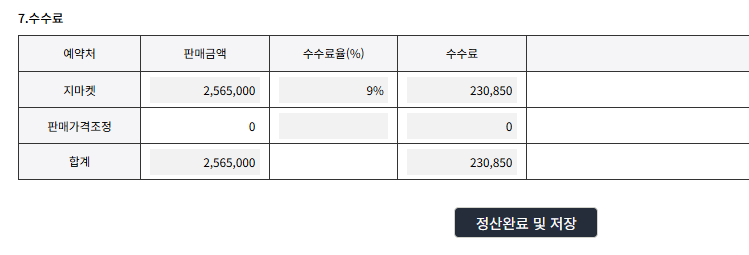 7.수수료
예약처 판매금액 수수료율(%) 수수료
지마켓 2,565,000 9% 230,850
판매가격조정 0 0
합계 2,565,000 230,850
정산완료 및 저장